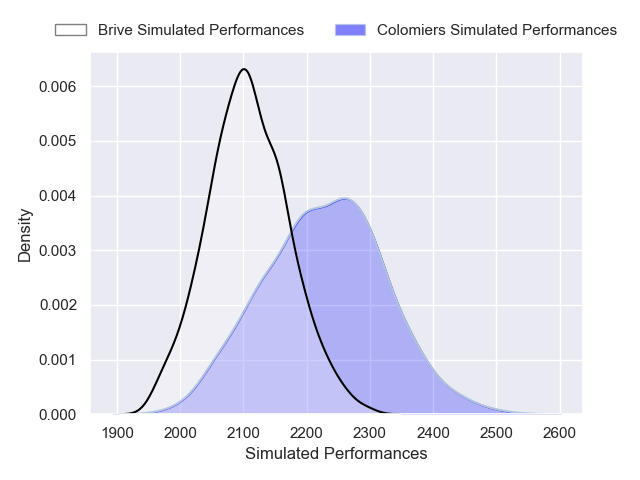 Brive Simulated Performances
Colomiers Simulated Performances
0.006
0.005
0.004
0.003
0.002
0.001
0.000
Density
1900 2000 2100 2200 2300 2400 2500 2600
Simulated Performances